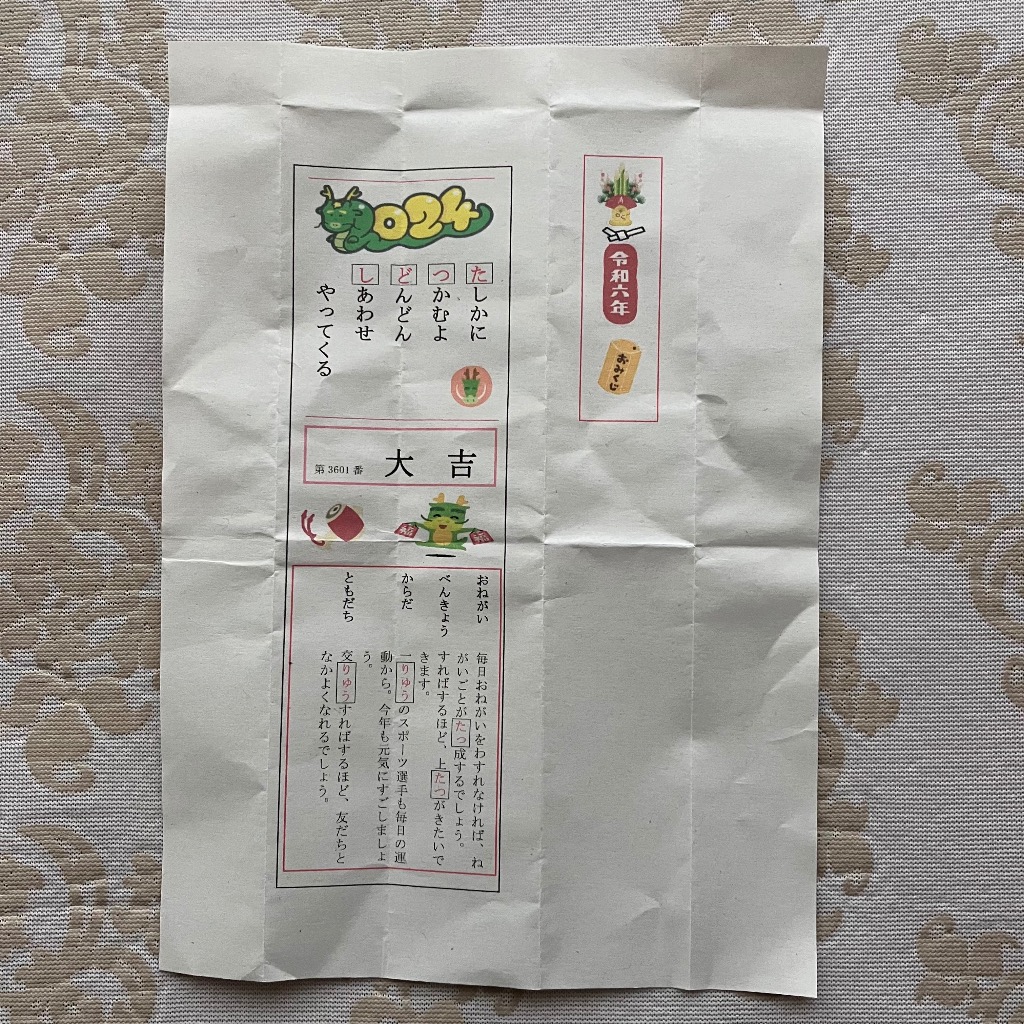 令和六年
おみくじ
2024
たしかに
つかむよ
どんどん
しあわせ
やってくる
大吉
第3601番
福
福
おねがい
毎日おねがいをわすれなければ、ね
がいごとがたっ成するでしょう。
べんきょう
すればするほど、上たつがきたいで
きます。
からだ
一りゅうのスポーツ選手も毎日の運
動から。今年も元気にすごしましょ
う。
ともだち
交りゅうすればするほど、友だちと
なかよくなれるでしょう。